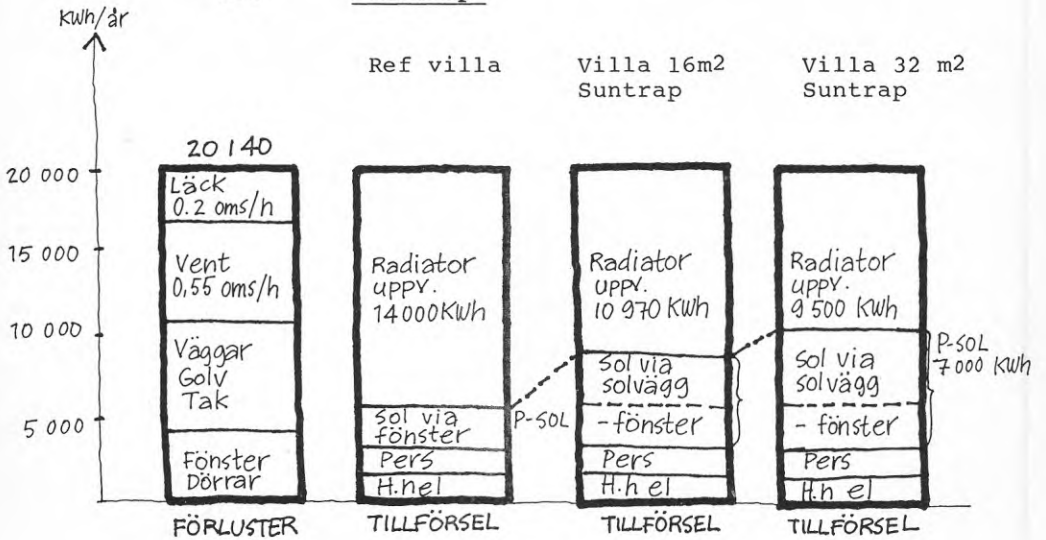 KWh/år
Ref villa
Villa 16m2
Suntrap
Villa 32 m2
Suntrap
20 000
15 000
10 000
5 000
20 140
Läck
0.2 oms/h
Vent
0,55 oms/h
Väggar
Golv
Tak
Fönster
Dörrar
FÖRLUSTER
Radiator
uppv.
14000KWh
Sol via
fönster
Pers
H.hel
TILLFÖRSEL
P-SOL
Radiator
uppv.
10 970 KWh
Sol via
solvägg
- fönster
Pers
H.h el
TILLFÖRSEL
Radiator
uppv.
9 500 KWh
Sol via
solvägg
- fönster
Pers
H.h el
TILLFÖRSEL
P-SOL
7000 KWh